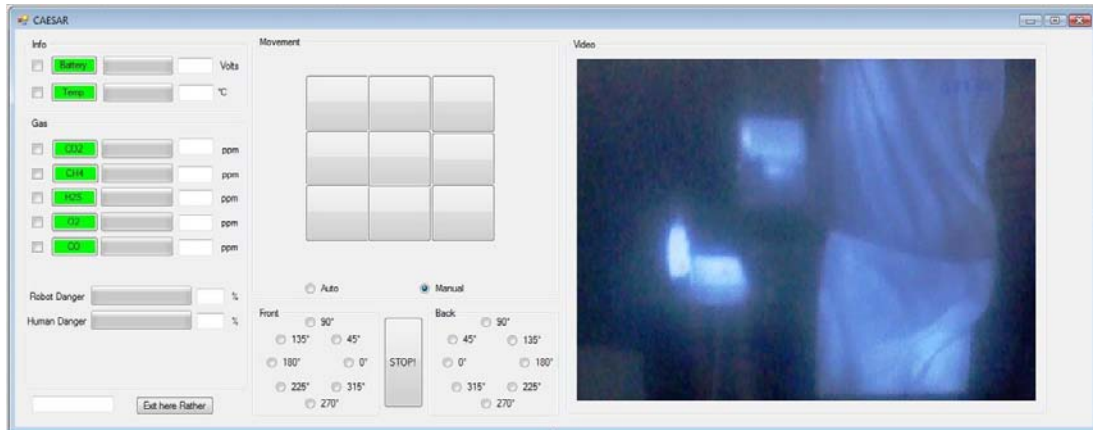 CAESAR
Info
Battery Volts
Temp °C
Gas
CO2 ppm
CH4 ppm
H2S ppm
O2 ppm
CO ppm
Robot Danger %
Human Danger %
Exit here Rather
Movement
Auto Manual
Front
90°
135° 45°
180° 0°
225° 315°
270°
STOP!
Back
90°
45° 135°
0° 180°
315° 225°
270°
Video